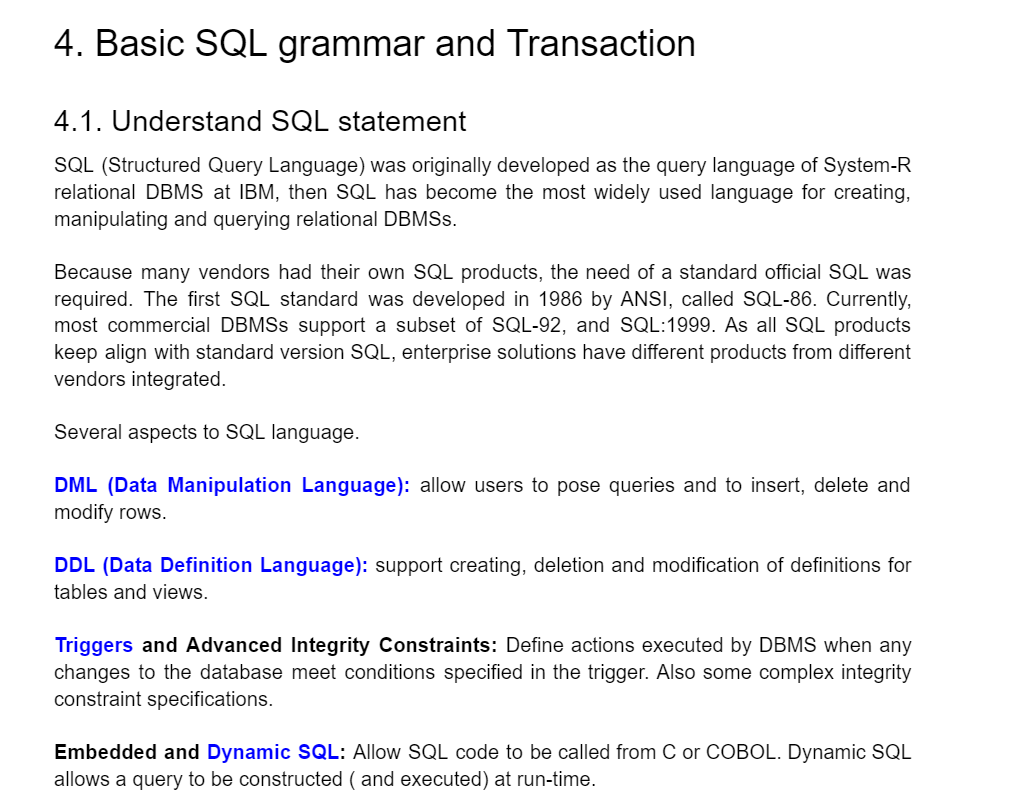 4. Basic SQL grammar and Transaction
4.1. Understand SQL statement
SQL (Structured Query Language) was originally developed as the query language of System-R
relational DBMS at IBM, then SQL has become the most widely used language for creating,
manipulating and querying relational DBMSs.
Because many vendors had their own SQL products, the need of a standard official SQL was
required. The first SQL standard was developed in 1986 by ANSI, called SQL-86. Currently,
most commercial DBMSs support a subset of SQL-92, and SQL:1999. As all SQL products
keep align with standard version SQL, enterprise solutions have different products from different
vendors integrated.
Several aspects to SQL language.
DML (Data Manipulation Language): allow users to pose queries and to insert, delete and
modify rows.
DDL (Data Definition Language): support creating, deletion and modification of definitions for
tables and views.
Triggers and Advanced Integrity Constraints: Define actions executed by DBMS when any
changes to the database meet conditions specified in the trigger. Also some complex integrity
constraint specifications.
Embedded and Dynamic SQL: Allow SQL code to be called from C or COBOL. Dynamic SQL
allows a query to be constructed ( and executed) at run-time.